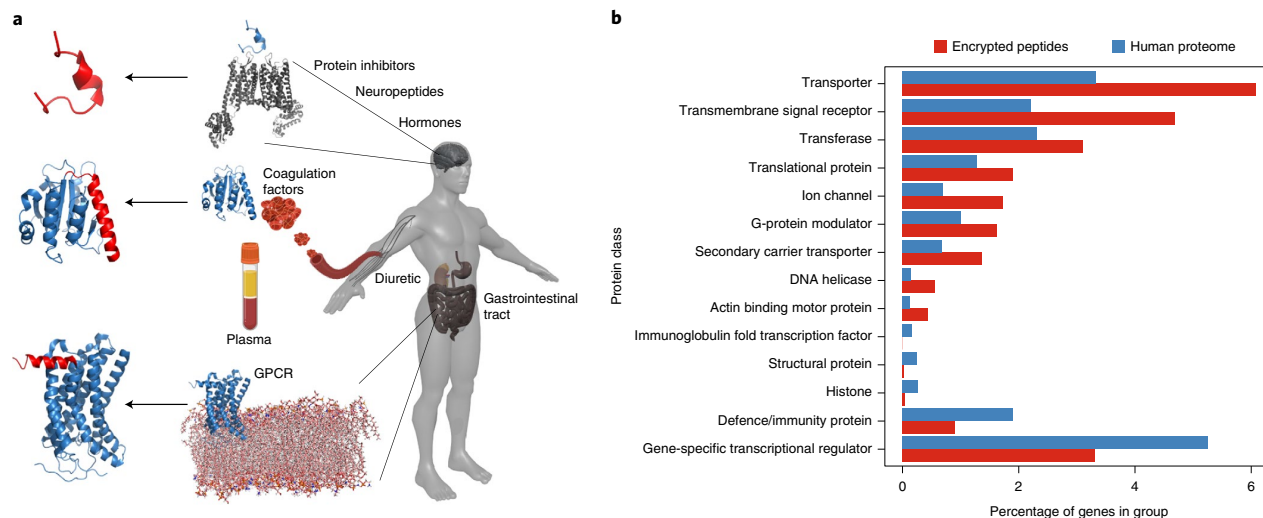 a
Protein inhibitors
Neuropeptides
Hormones
Coagulation
factors
Diuretic
Gastrointestinal
tract
Plasma
GPCR
b
Encrypted peptides
Human proteome
Protein class
Transporter
Transmembrane signal receptor
Transferase
Translational protein
Ion channel
G-protein modulator
Secondary carrier transporter
DNA helicase
Actin binding motor protein
Immunoglobulin fold transcription factor
Structural protein
Histone
Defence/immunity protein
Gene-specific transcriptional regulator
0 2 4 6
Percentage of genes in group